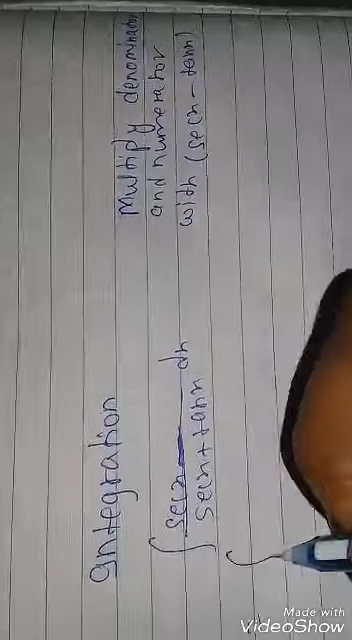 Integration
∫ secx / secx + tanx dx
Multiply denominator
and numerator
with (secx - tanx)
Made with
VideoShow